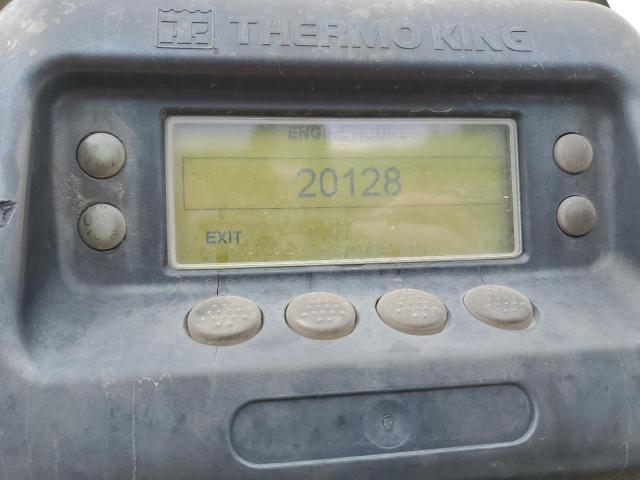 THERMO KING
ENGINE HOURS
20128
EXIT